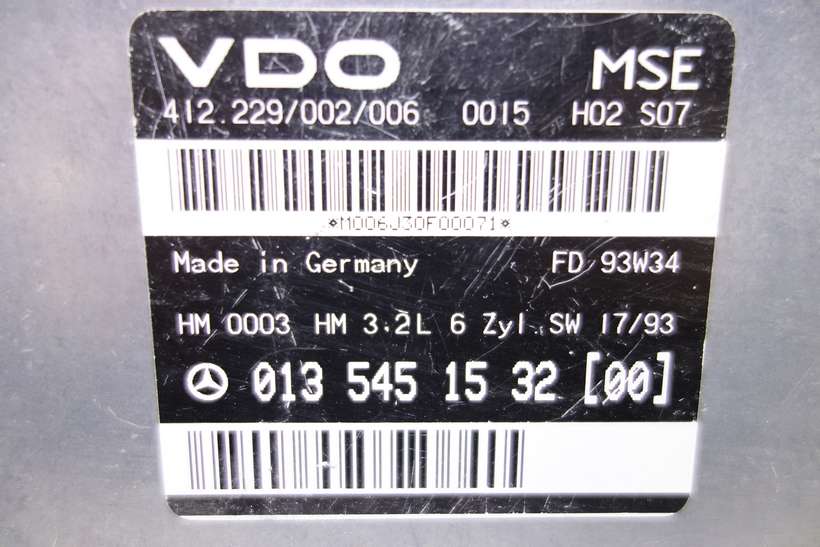 VDO MSE
412.229/002/006 0015 H02 S07
*M006J30F00071*
Made in Germany FD 93W34
HM 0003 HM 3.2L 6 Zyl SW 17/93
013 545 15 32 [00]